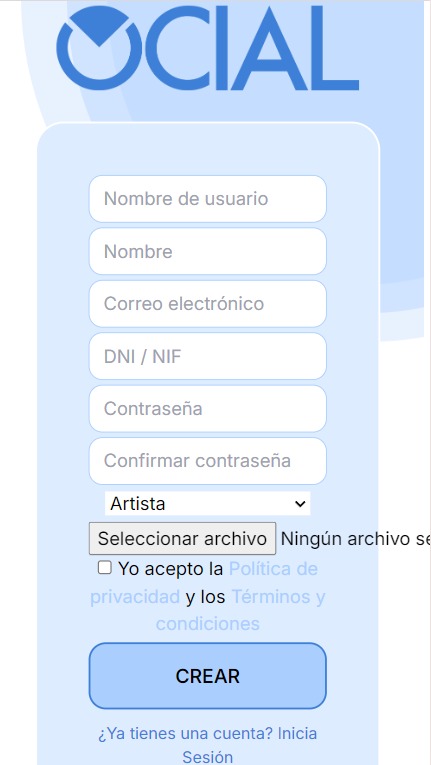 OCIAL
Nombre de usuario
Nombre
Correo electrónico
DNI / NIF
Contraseña
Confirmar contraseña
Artista
Seleccionar archivo Ningún archivo se
Yo acepto la Política de
privacidad y los Términos y
condiciones
CREAR
¿Ya tienes una cuenta? Inicia
Sesión